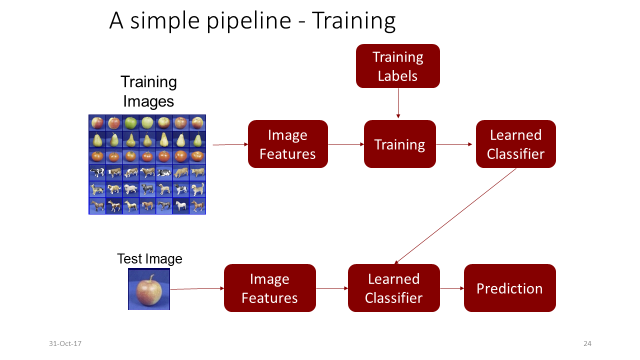 A simple pipeline - Training
Training
Labels
Training
Images
Image
Features
Training
Learned
Classifier
Test Image
Image
Features
Learned
Classifier
Prediction
31-Oct-17
24